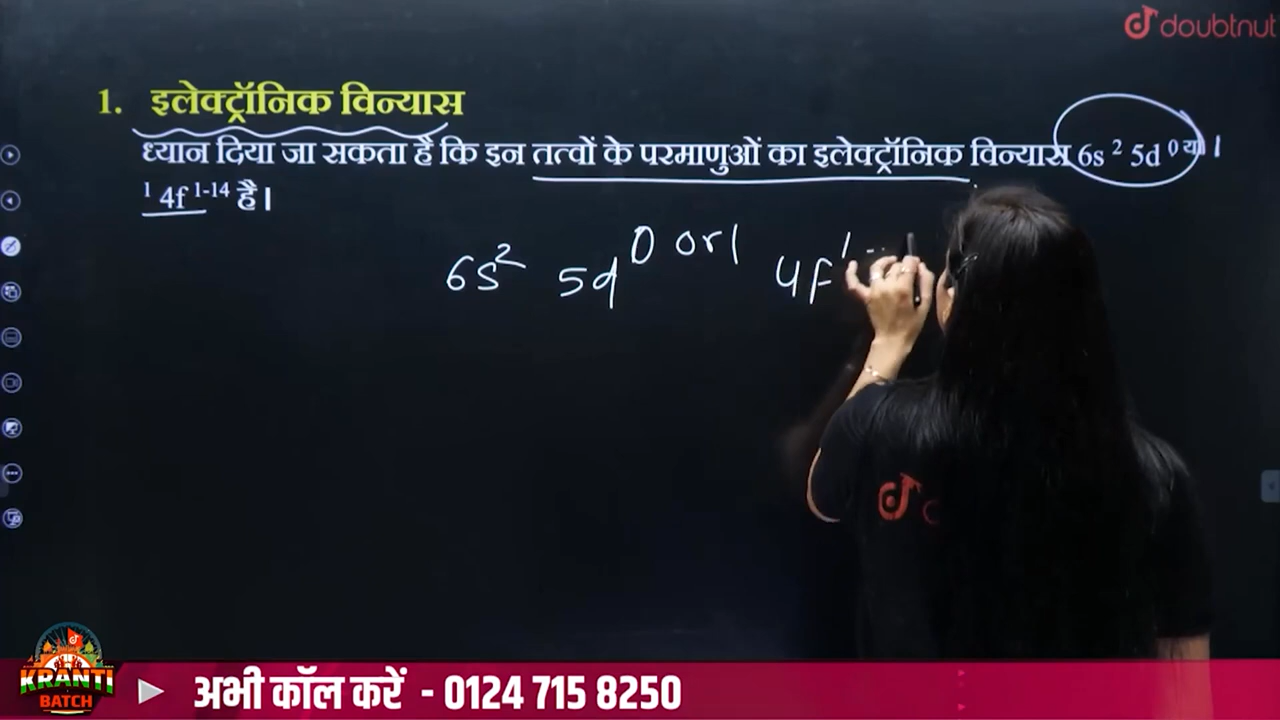 doubtnut
1. इलेक्ट्रॉनिक विन्यास
ध्यान दिया जा सकता है कि इन तत्वों के परमाणुओं का इलेक्ट्रॉनिक विन्यास 6s ² 5d ⁰ या
¹ 4f ¹⁻¹⁴ है।
6s² 5d⁰ or 1 4f¹
KRANTI
BATCH
अभी कॉल करें - 0124 715 8250